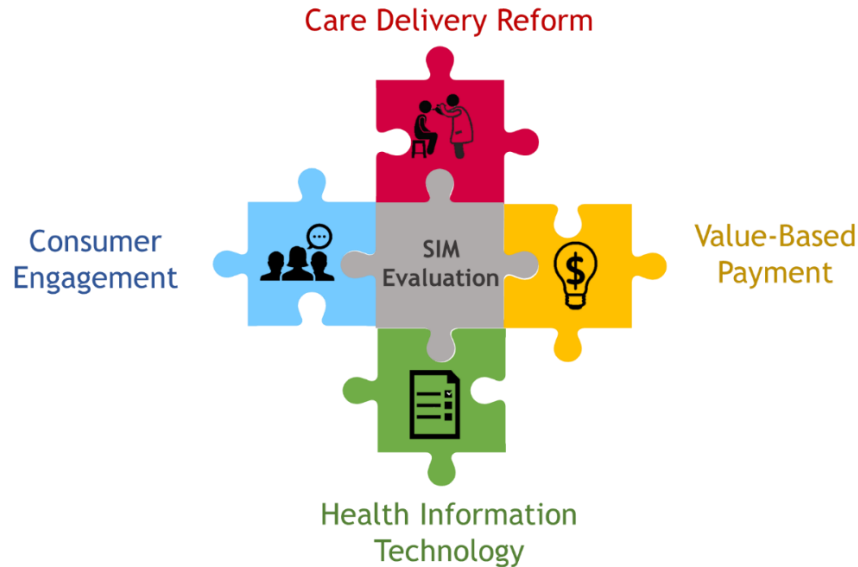 Care Delivery Reform
Consumer
Engagement
SIM
Evaluation
Value-Based
Payment
$
Health Information
Technology